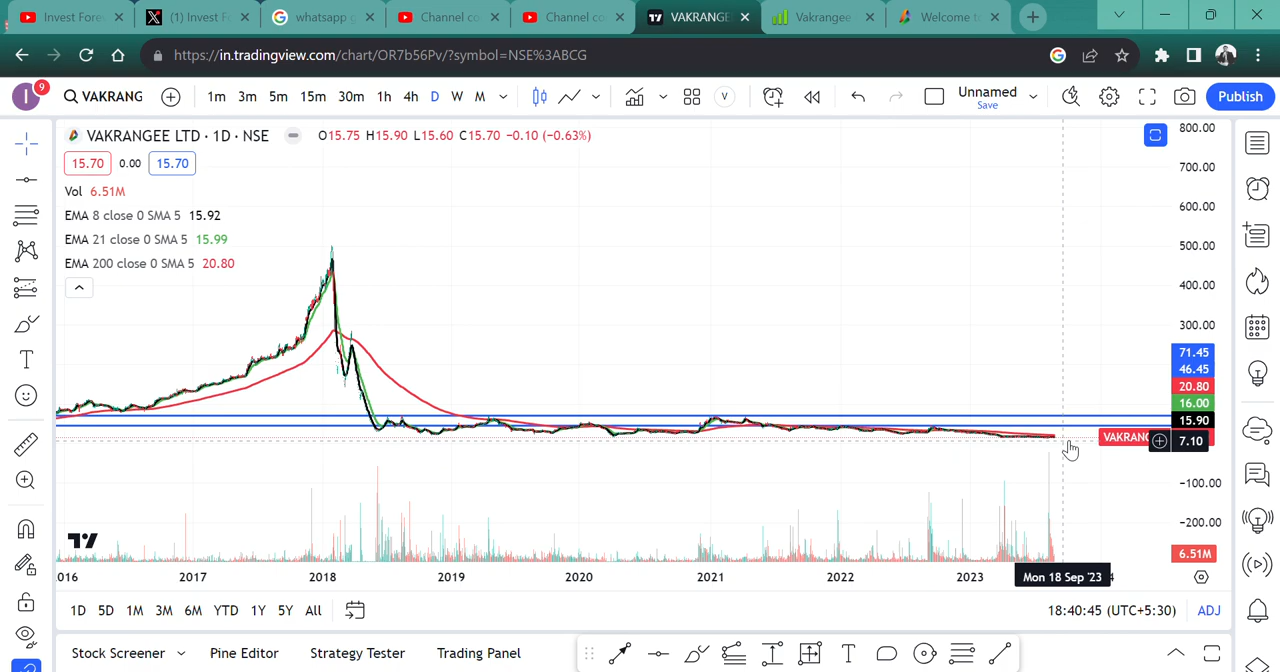 Invest Fores
(1) Invest F
whatsapp g
Channel co
Channel co
VAKRANGE
Vakrangee
Welcome t
https://in.tradingview.com/chart/OR7b56Pv/?symbol=NSE%3ABCG
I 9 VAKRANG 1m 3m 5m 15m 30m 1h 4h D W M V Unnamed Save Publish
VAKRANGEE LTD · 1D · NSE O15.75 H15.90 L15.60 C15.70 −0.10 (−0.63%)
15.70 0.00 15.70
Vol 6.51M
EMA 8 close 0 SMA 5 15.92
EMA 21 close 0 SMA 5 15.99
EMA 200 close 0 SMA 5 20.80
800.00
700.00
600.00
500.00
400.00
300.00
71.45
46.45
20.80
16.00
15.90
VAKRANG 7.10
−100.00
−200.00
6.51M
2016 2017 2018 2019 2020 2021 2022 2023 Mon 18 Sep '23
1D 5D 1M 3M 6M YTD 1Y 5Y All 18:40:45 (UTC+5:30) ADJ
Stock Screener Pine Editor Strategy Tester Trading Panel